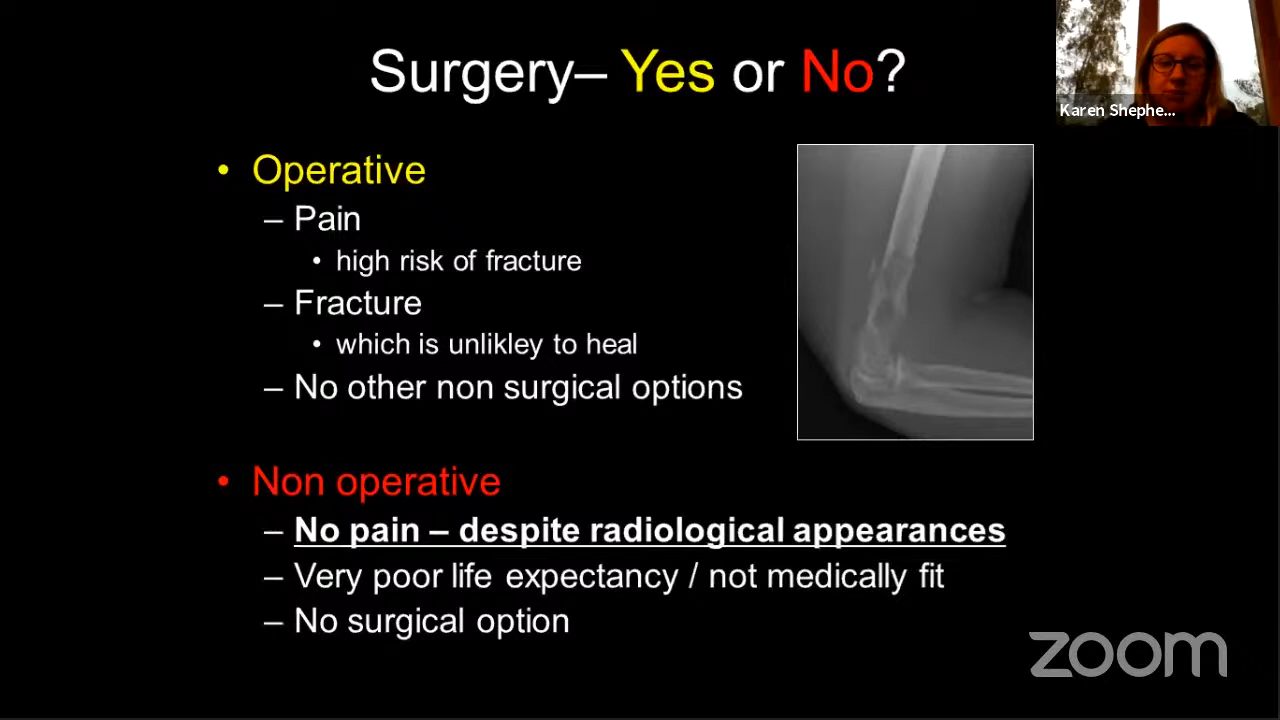 Surgery– Yes or No?
Karen Shephe...
• Operative
– Pain
• high risk of fracture
– Fracture
• which is unlikley to heal
– No other non surgical options
• Non operative
– No pain – despite radiological appearances
– Very poor life expectancy / not medically fit
– No surgical option
zoom